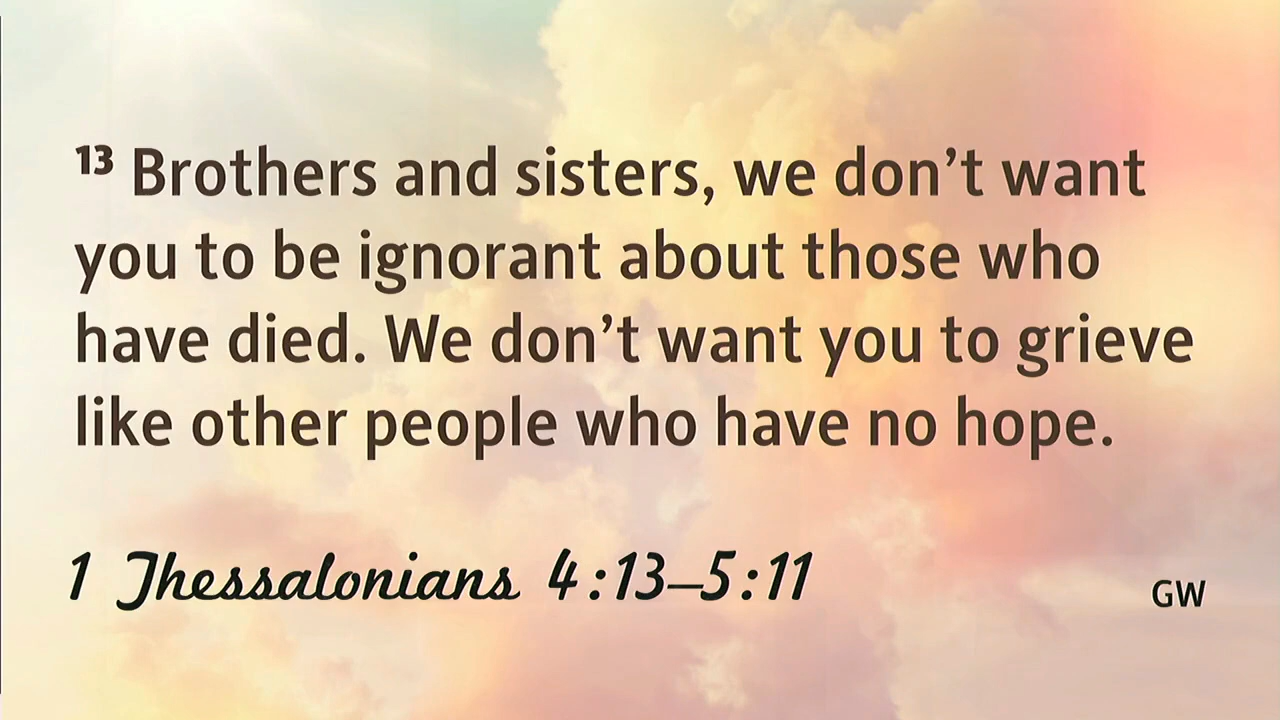 ¹³ Brothers and sisters, we don’t want
you to be ignorant about those who
have died. We don’t want you to grieve
like other people who have no hope.
1 Thessalonians 4:13–5:11
GW